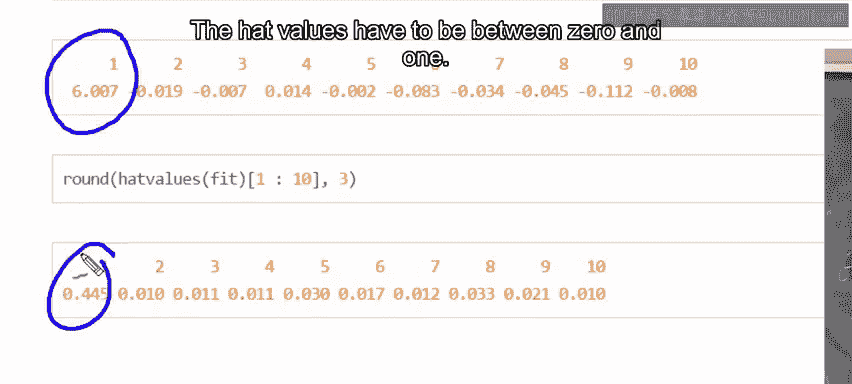 The hat values have to be between zero and
one.
1 2 3 4 5 7 8 9 10
6.007 -0.019 -0.007 0.014 -0.002 -0.083 -0.034 -0.045 -0.112 -0.008
round(hatvalues(fit)[1 : 10], 3)
2 3 4 5 6 7 8 9 10
0.445 0.010 0.011 0.011 0.030 0.017 0.012 0.033 0.021 0.010